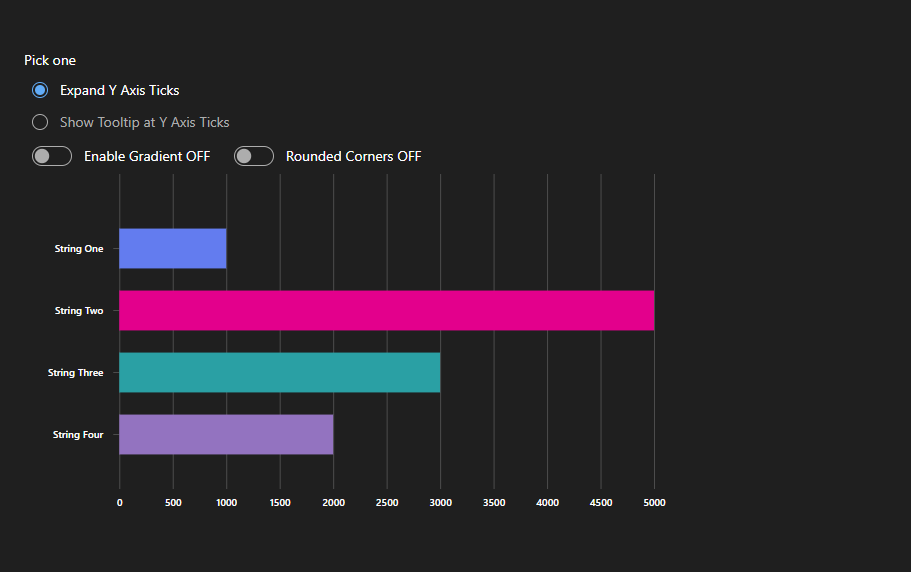 Pick one
Expand Y Axis Ticks
Show Tooltip at Y Axis Ticks
Enable Gradient OFF Rounded Corners OFF
String One
String Two
String Three
String Four
0 500 1000 1500 2000 2500 3000 3500 4000 4500 5000